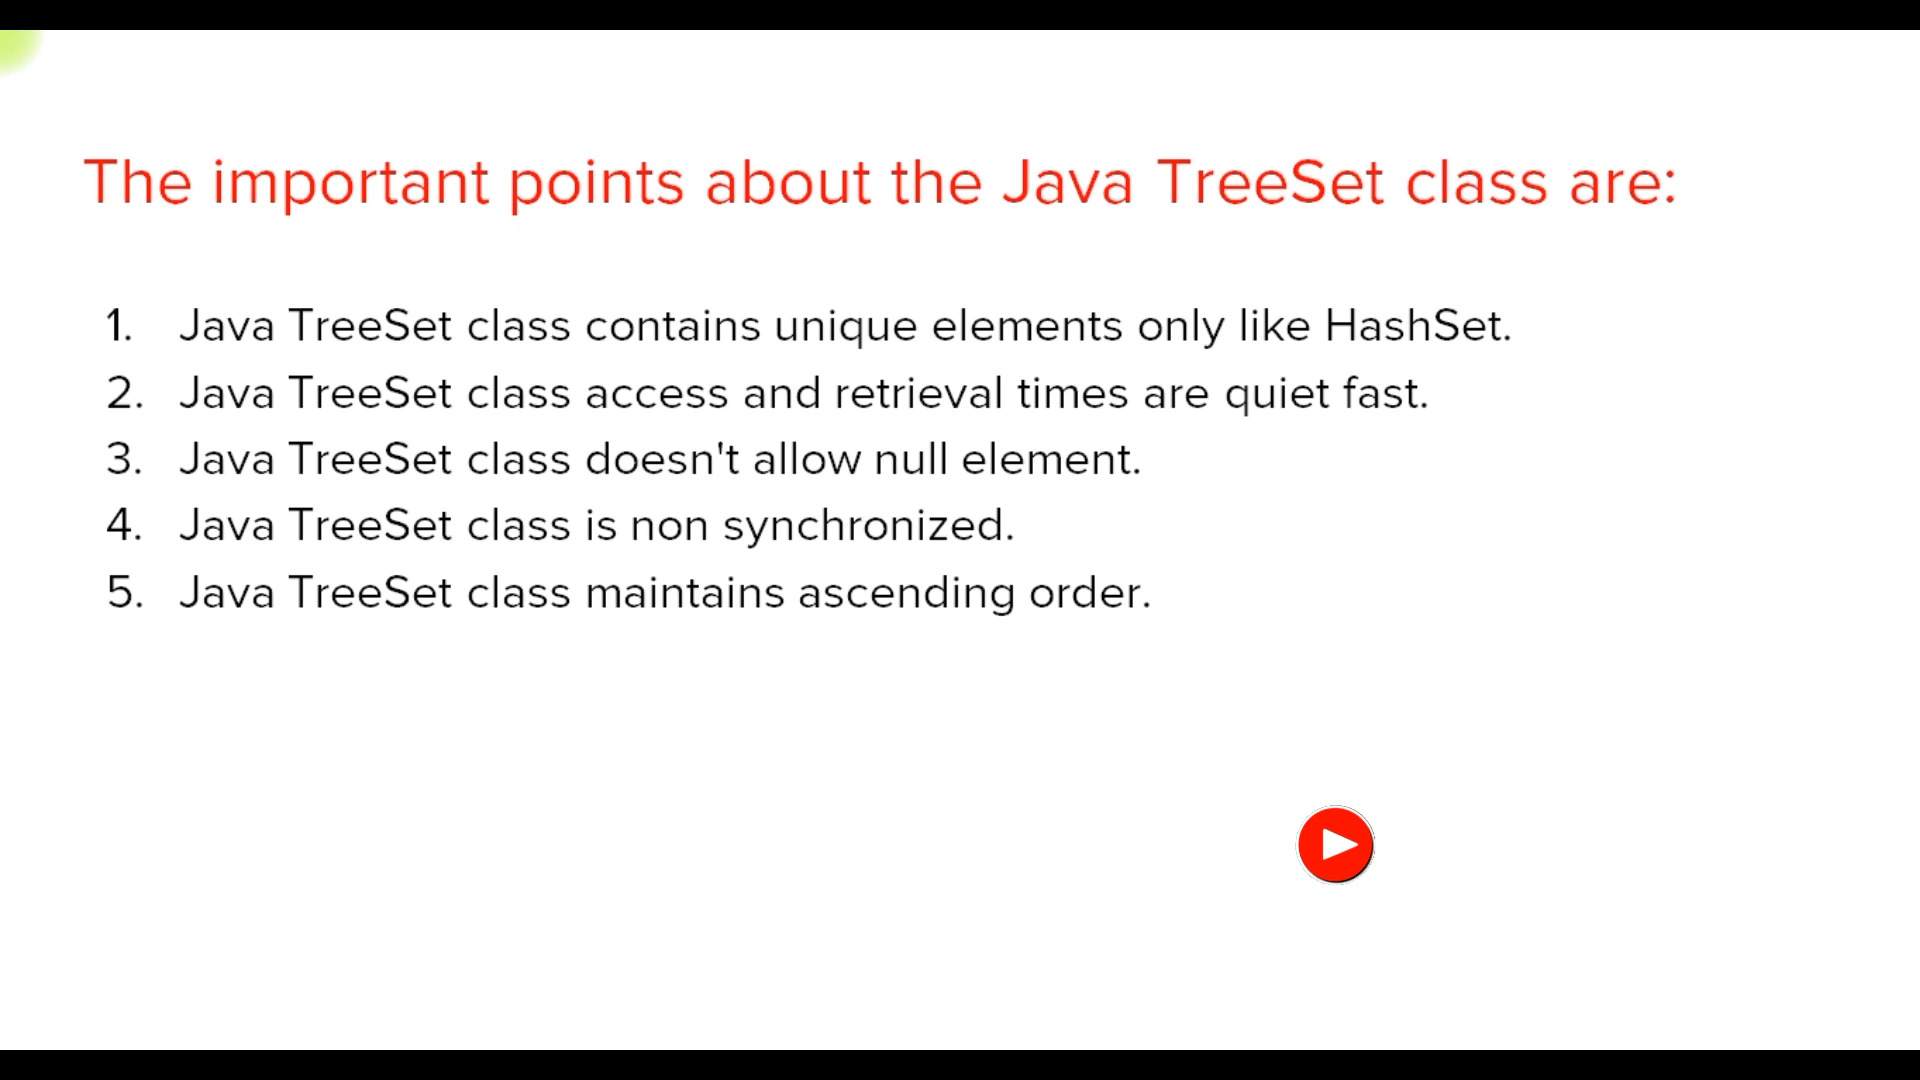 The important points about the Java TreeSet class are:
1. Java TreeSet class contains unique elements only like HashSet.
2. Java TreeSet class access and retrieval times are quiet fast.
3. Java TreeSet class doesn't allow null element.
4. Java TreeSet class is non synchronized.
5. Java TreeSet class maintains ascending order.